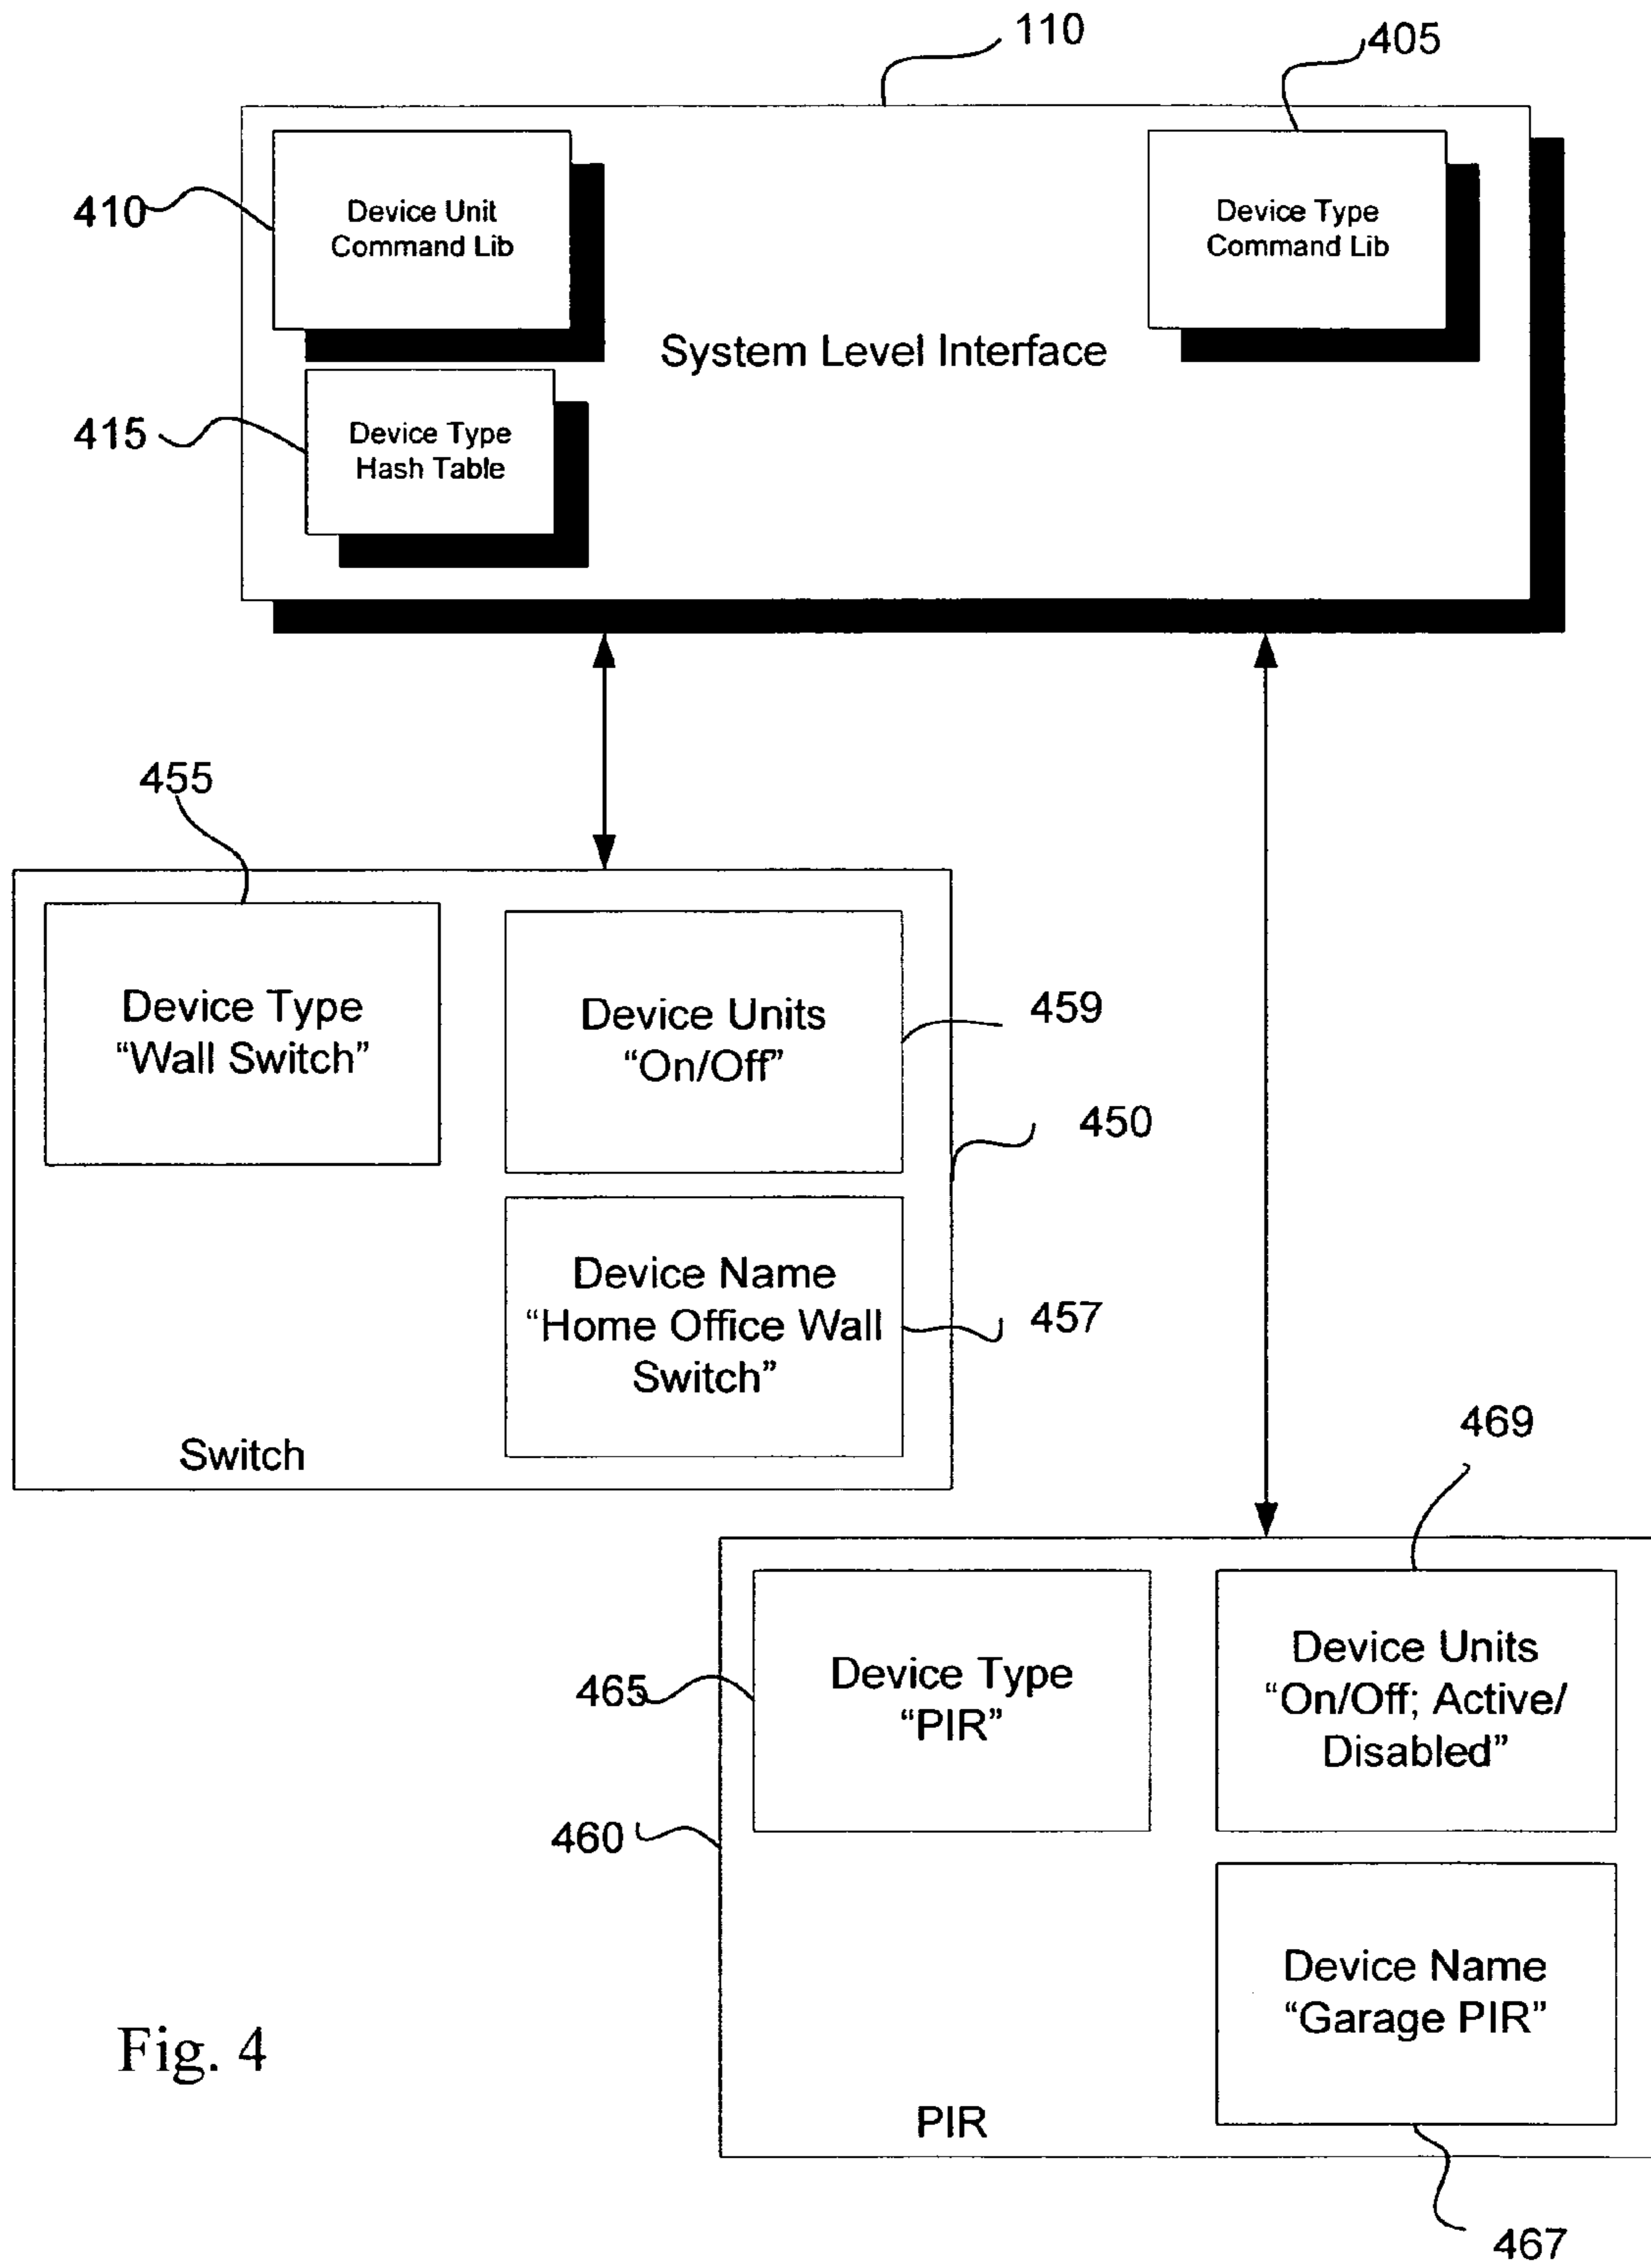 110
405
410
Device Unit
Command Lib
Device Type
Command Lib
System Level Interface
415
Device Type
Hash Table
455
Device Type
“Wall Switch”
Device Units
“On/Off”
459
450
Device Name
“Home Office Wall
Switch”
457
Switch
469
465
Device Type
“PIR”
Device Units
“On/Off; Active/
Disabled”
460
Device Name
“Garage PIR”
PIR
467
Fig. 4